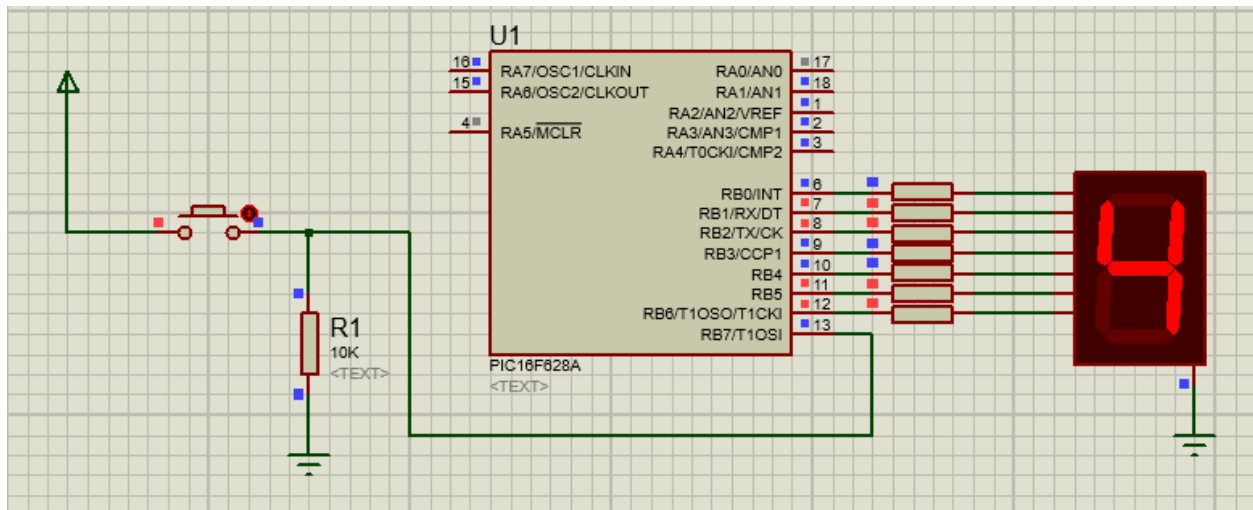 U1
16 RA7/OSC1/CLKIN RA0/AN0 17
15 RA6/OSC2/CLKOUT RA1/AN1 18
RA2/AN2/VREF 1
4 RA5/MCLR RA3/AN3/CMP1 2
RA4/T0CKI/CMP2 3
RB0/INT 6
RB1/RX/DT 7
RB2/TX/CK 8
RB3/CCP1 9
RB4 10
RB5 11
RB6/T1OSO/T1CKI 12
RB7/T1OSI 13
R1
10K
<TEXT>
PIC16F628A
<TEXT>
4